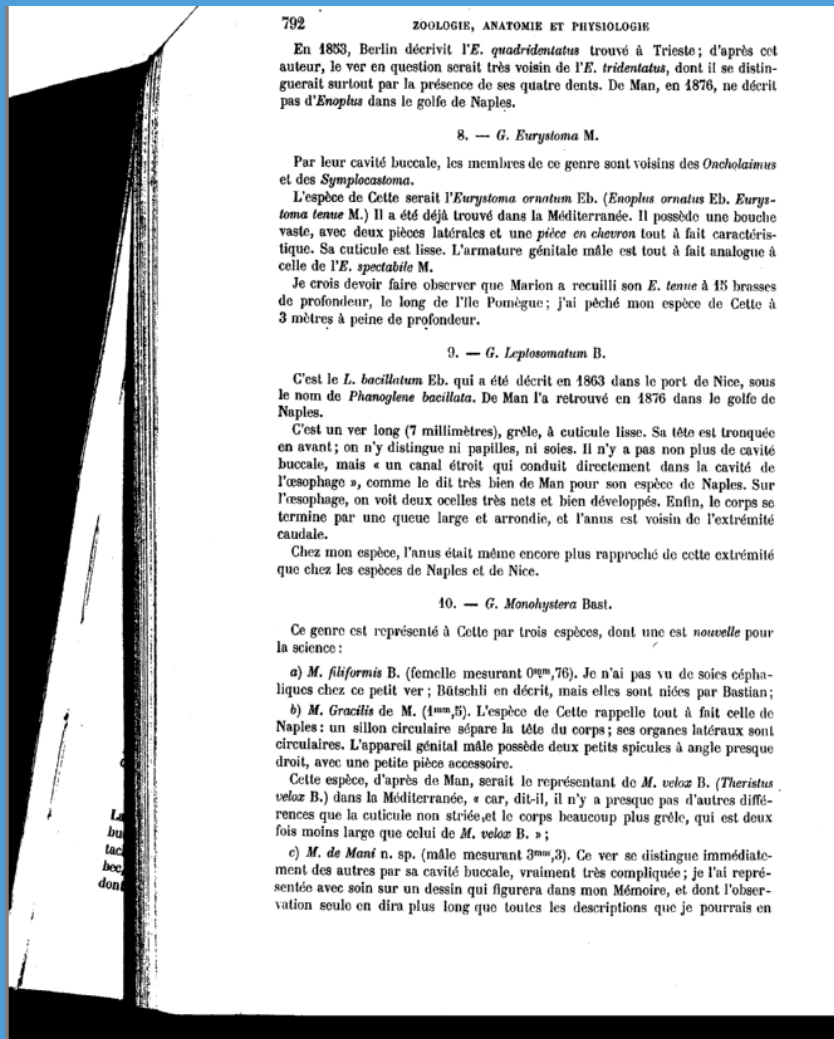 792 ZOOLOGIE, ANATOMIE ET PHYSIOLOGIE
En 1853, Berlin décrivit l'E. quadridentatus trouvé à Trieste ; d'après cet
auteur, le ver en question serait très voisin de l'E. tridentatus, dont il se distin-
guerait surtout par la présence de ses quatre dents. De Man, en 1876, ne décrit
pas d'Enoplus dans le golfe de Naples.
8. — G. Eurystoma M.
Par leur cavité buccale, les membres de ce genre sont voisins des Oncholaimus
et des Symplocastoma.
L'espèce de Cette serait l'Eurystoma ornatum Eb. (Enoplus ornatus Eb. Eurys-
toma tenue M.) Il a été déjà trouvé dans la Méditerranée. Il possède une bouche
vaste, avec deux pièces latérales et une pièce en chevron tout à fait caractéris-
tique. Sa cuticule est lisse. L'armature génitale mâle est tout à fait analogue à
celle de l'E. spectabile M.
Je crois devoir faire observer que Marion a recuilli son E. tenue à 15 brasses
de profondeur, le long de l'île Pomègue ; j'ai pêché mon espèce de Cette à
3 mètres à peine de profondeur.
9. — G. Leptosomatum B.
C'est le L. bacillatum Eb. qui a été décrit en 1863 dans le port de Nice, sous
le nom de Phanoglene bacillata. De Man l'a retrouvé en 1876 dans le golfe de
Naples.
C'est un ver long (7 millimètres), grêle, à cuticule lisse. Sa tête est tronquée
en avant ; on n'y distingue ni papilles, ni soies. Il n'y a pas non plus de cavité
buccale, mais « un canal étroit qui conduit directement dans la cavité de
l'œsophage », comme le dit très bien de Man pour son espèce de Naples. Sur
l'œsophage, on voit deux ocelles très nets et bien développés. Enfin, le corps se
termine par une queue large et arrondie, et l'anus est voisin de l'extrémité
caudale.
Chez mon espèce, l'anus était même encore plus rapproché de cette extrémité
que chez les espèces de Naples et de Nice.
10. — G. Monohystera Bast.
Ce genre est représenté à Cette par trois espèces, dont une est nouvelle pour
la science :
a) M. filiformis B. (femelle mesurant 0mm,76). Je n'ai pas vu de soies cépha-
liques chez ce petit ver ; Bütschli en décrit, mais elles sont niées par Bastian ;
b) M. Gracilis de M. (1mm,5). L'espèce de Cette rappelle tout à fait celle de
Naples : un sillon circulaire sépare la tête du corps ; ses organes latéraux sont
circulaires. L'appareil génital mâle possède deux petits spicules à angle presque
droit, avec une petite pièce accessoire.
Cette espèce, d'après de Man, serait le représentant de M. velox B. (Theristus
velox B.) dans la Méditerranée, « car, dit-il, il n'y a presque pas d'autres diffé-
rences que la cuticule non striée,et le corps beaucoup plus grêle, qui est deux
fois moins large que celui de M. velox B. » ;
c) M. de Mani n. sp. (mâle mesurant 3mm,3). Ce ver se distingue immédiate-
ment des autres par sa cavité buccale, vraiment très compliquée ; je l'ai repré-
sentée avec soin sur un dessin qui figurera dans mon Mémoire, et dont l'obser-
vation seule en dira plus long que toutes les descriptions que je pourrais en
La
bu
tac
bec,
dont